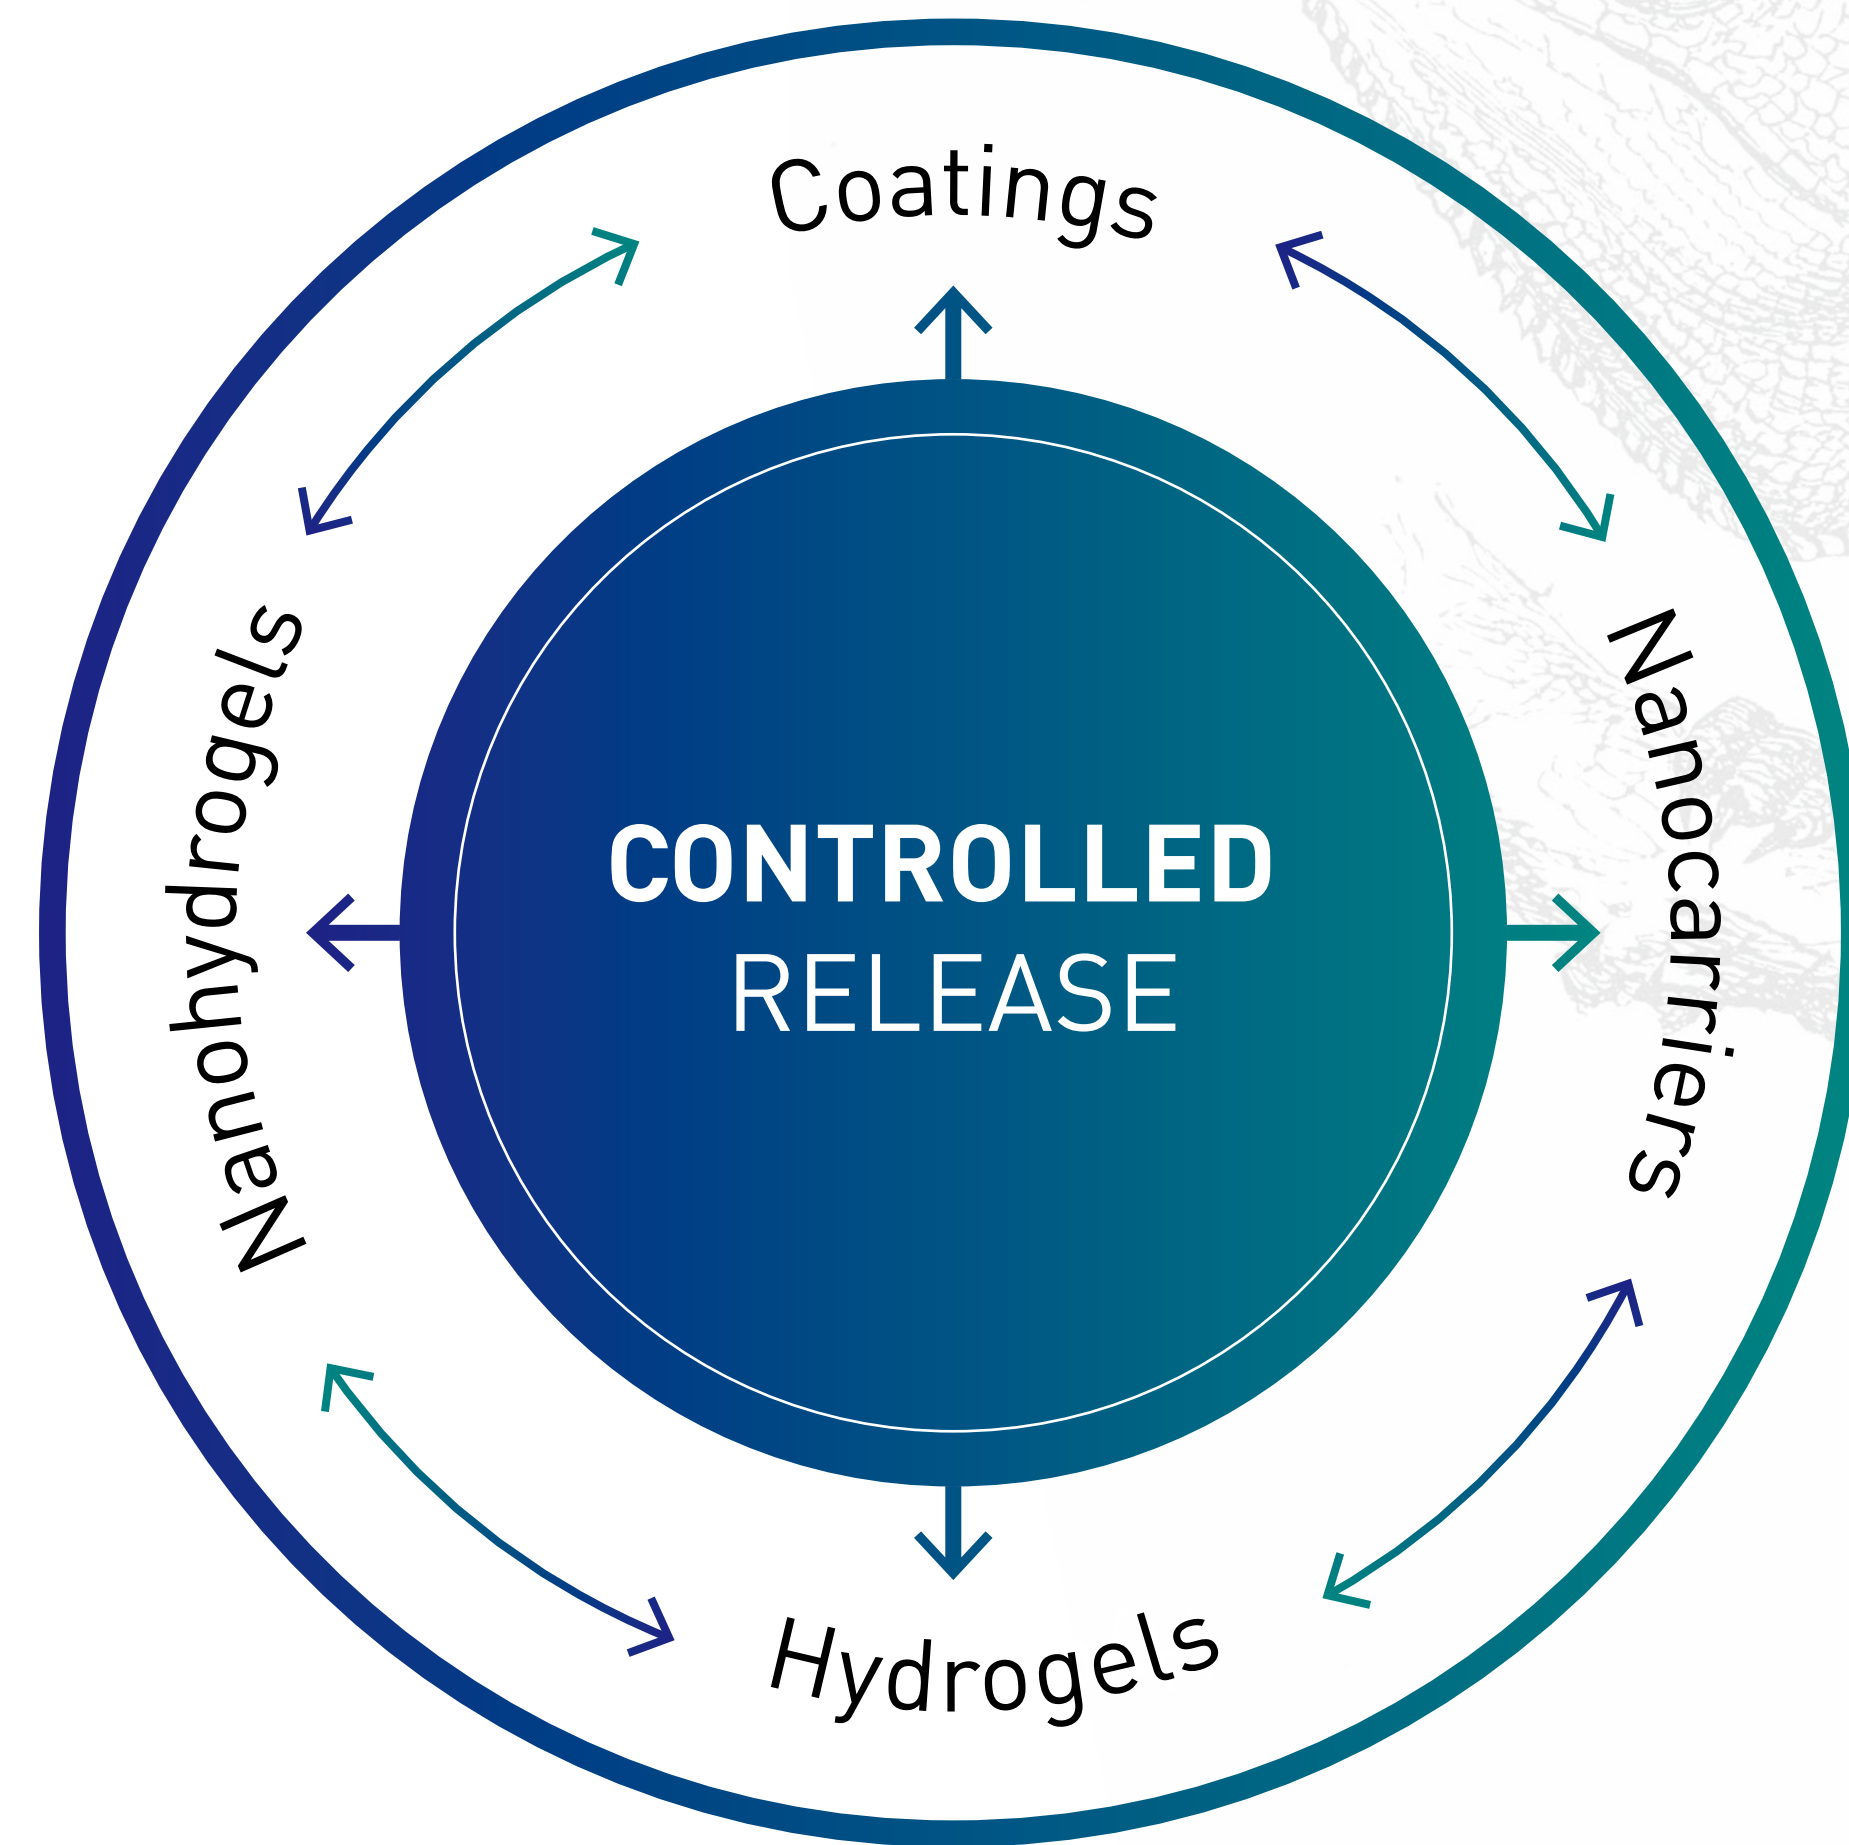 Coatings
Nanocarriers
Hydrogels
Nanohydrogels
CONTROLLED
RELEASE